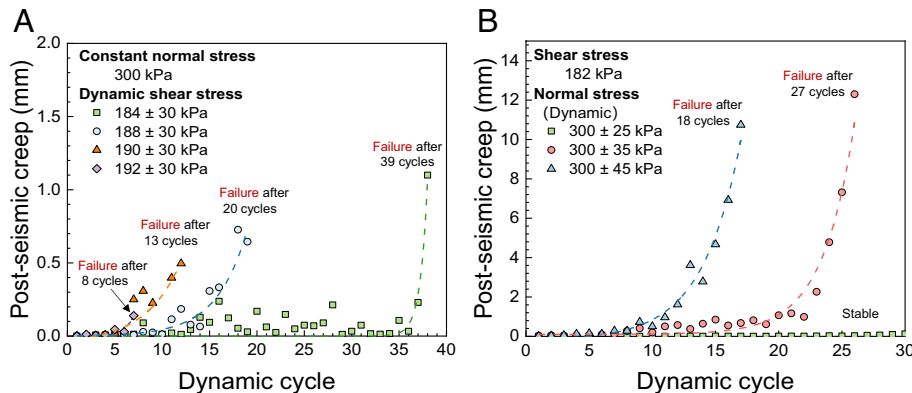 A
Post-seismic creep (mm)
2.0
1.5
1.0
0.5
0.0
Constant normal stress
300 kPa
Dynamic shear stress
184 ± 30 kPa
188 ± 30 kPa
190 ± 30 kPa
192 ± 30 kPa
Failure after
8 cycles
Failure after
13 cycles
Failure after
20 cycles
Failure after
39 cycles
0 5 10 15 20 25 30 35 40
Dynamic cycle
B
Post-seismic creep (mm)
14
12
10
8
6
4
2
0
Shear stress
182 kPa
Normal stress
(Dynamic)
300 ± 25 kPa
300 ± 35 kPa
300 ± 45 kPa
Failure after
18 cycles
Failure after
27 cycles
Stable
0 5 10 15 20 25 30
Dynamic cycle